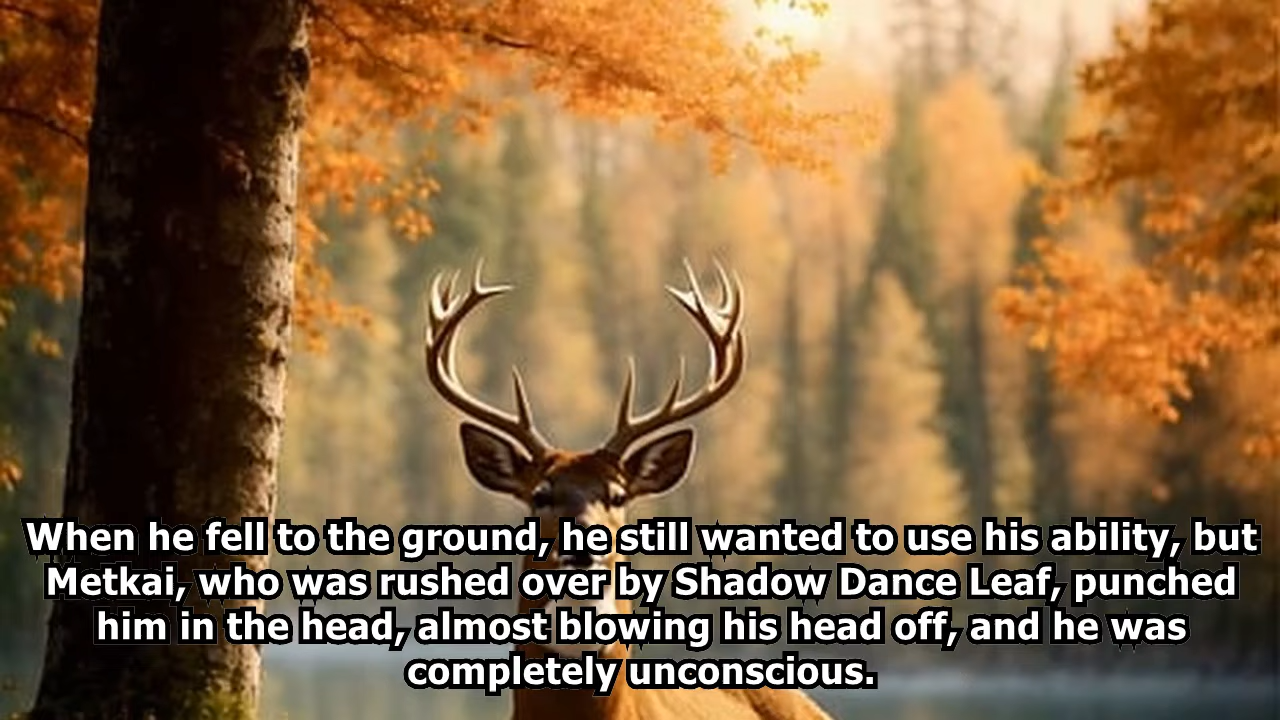 When he fell to the ground, he still wanted to use his ability, but
Metkai, who was rushed over by Shadow Dance Leaf, punched
him in the head, almost blowing his head off, and he was
completely unconscious.